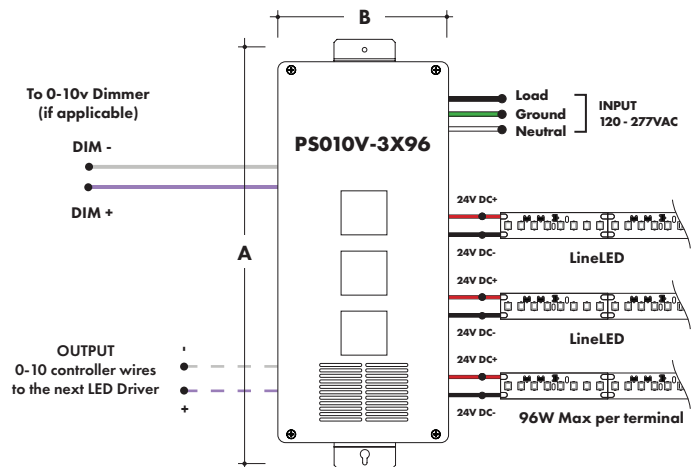 B
To 0-10v Dimmer
(if applicable)
DIM -
DIM +
A
PS010V-3X96
Load
Ground
Neutral
INPUT
120 - 277VAC
24V DC+
24V DC-
LineLED
24V DC+
24V DC-
LineLED
24V DC+
24V DC-
96W Max per terminal
OUTPUT
0-10 controller wires
to the next LED Driver
-
+